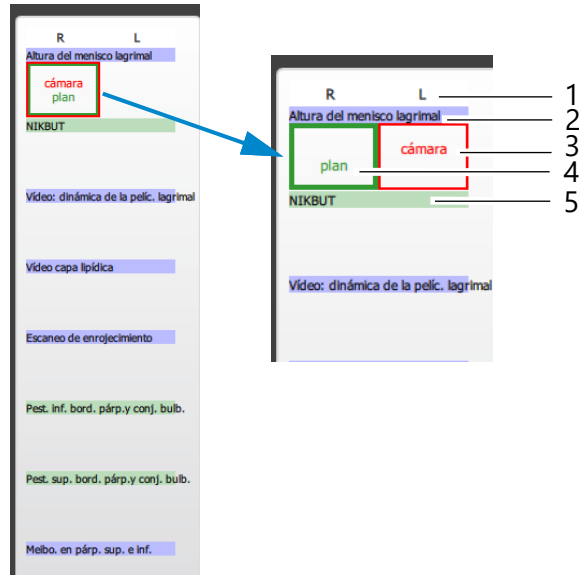 R L
Altura del menisco lagrimal
cámara
plan
NIKBUT
Vídeo: dinámica de la pelíc. lagrimal
Vídeo capa lipídica
Escaneo de enrojecimiento
Pest. inf. bord. párp.y conj. bulb.
Pest. sup. bord. párp.y conj. bulb.
Meibo. en párp. sup. e inf.
R L 1
Altura del menisco lagrimal 2
cámara 3
plan 4
NIKBUT 5
Vídeo: dinámica de la pelíc. lagrimal